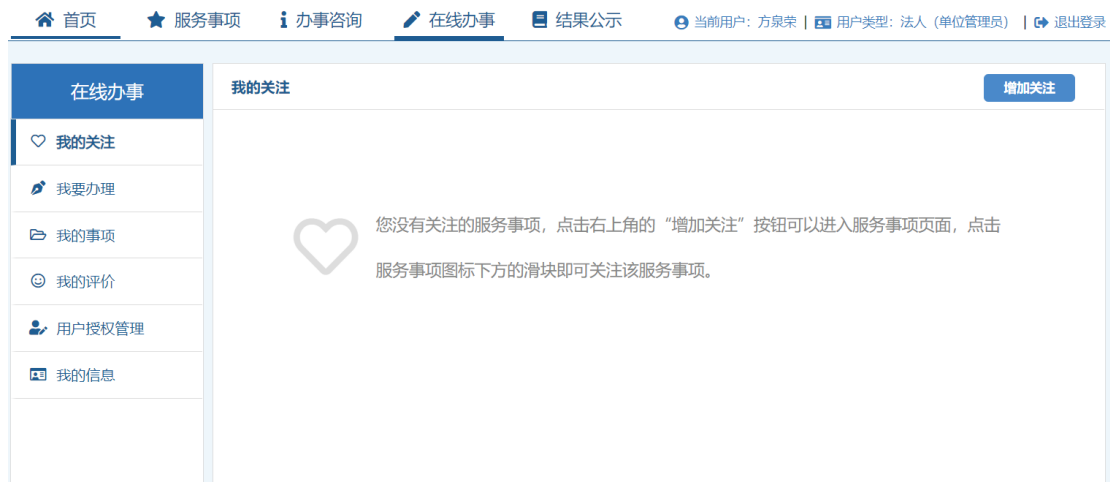 首页 服务事项 办事咨询 在线办事 结果公示 当前用户：方泉荣 | 用户类型：法人（单位管理员） | 退出登录
在线办事
我的关注 增加关注
我的关注
我要办理
我的事项
我的评价
用户授权管理
我的信息
您没有关注的服务事项，点击右上角的“增加关注”按钮可以进入服务事项页面，点击
服务事项图标下方的滑块即可关注该服务事项。